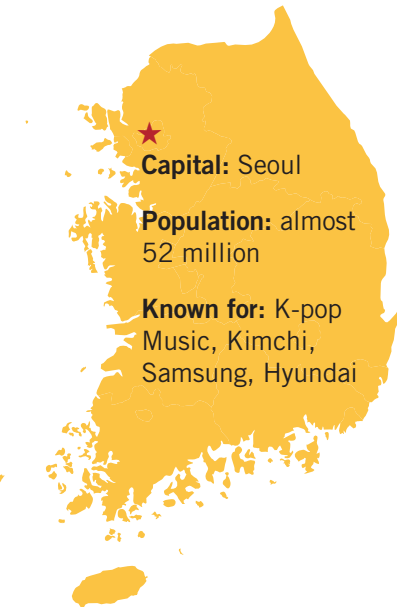 Capital: Seoul
Population: almost
52 million
Known for: K-pop
Music, Kimchi,
Samsung, Hyundai